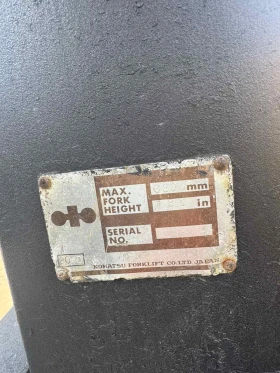 MAX.
FORK
HEIGHT
mm
in
SERIAL
NO.
KOMATSU FORKLIFT CO.LTD JAPAN